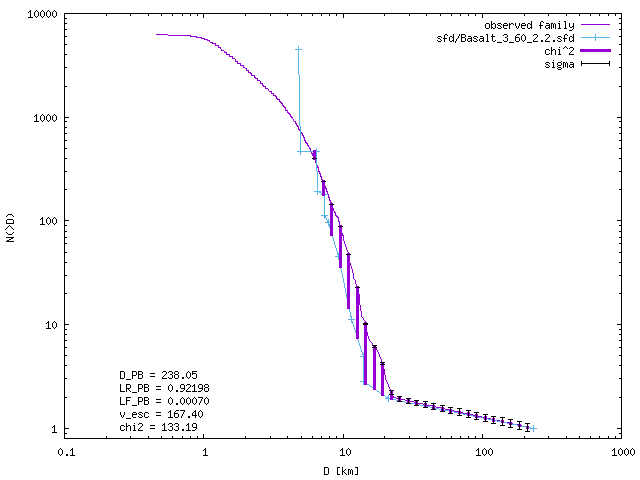 10000
1000
100
10
1
N(>D)
observed family
sfd/Basalt_3_60_2.2.sfd
chi^2
sigma
D_PB = 238.05
LR_PB = 0.92198
LF_PB = 0.00070
v_esc = 167.40
chi2 = 133.19
0.1 1 10 100 1000
D [km]